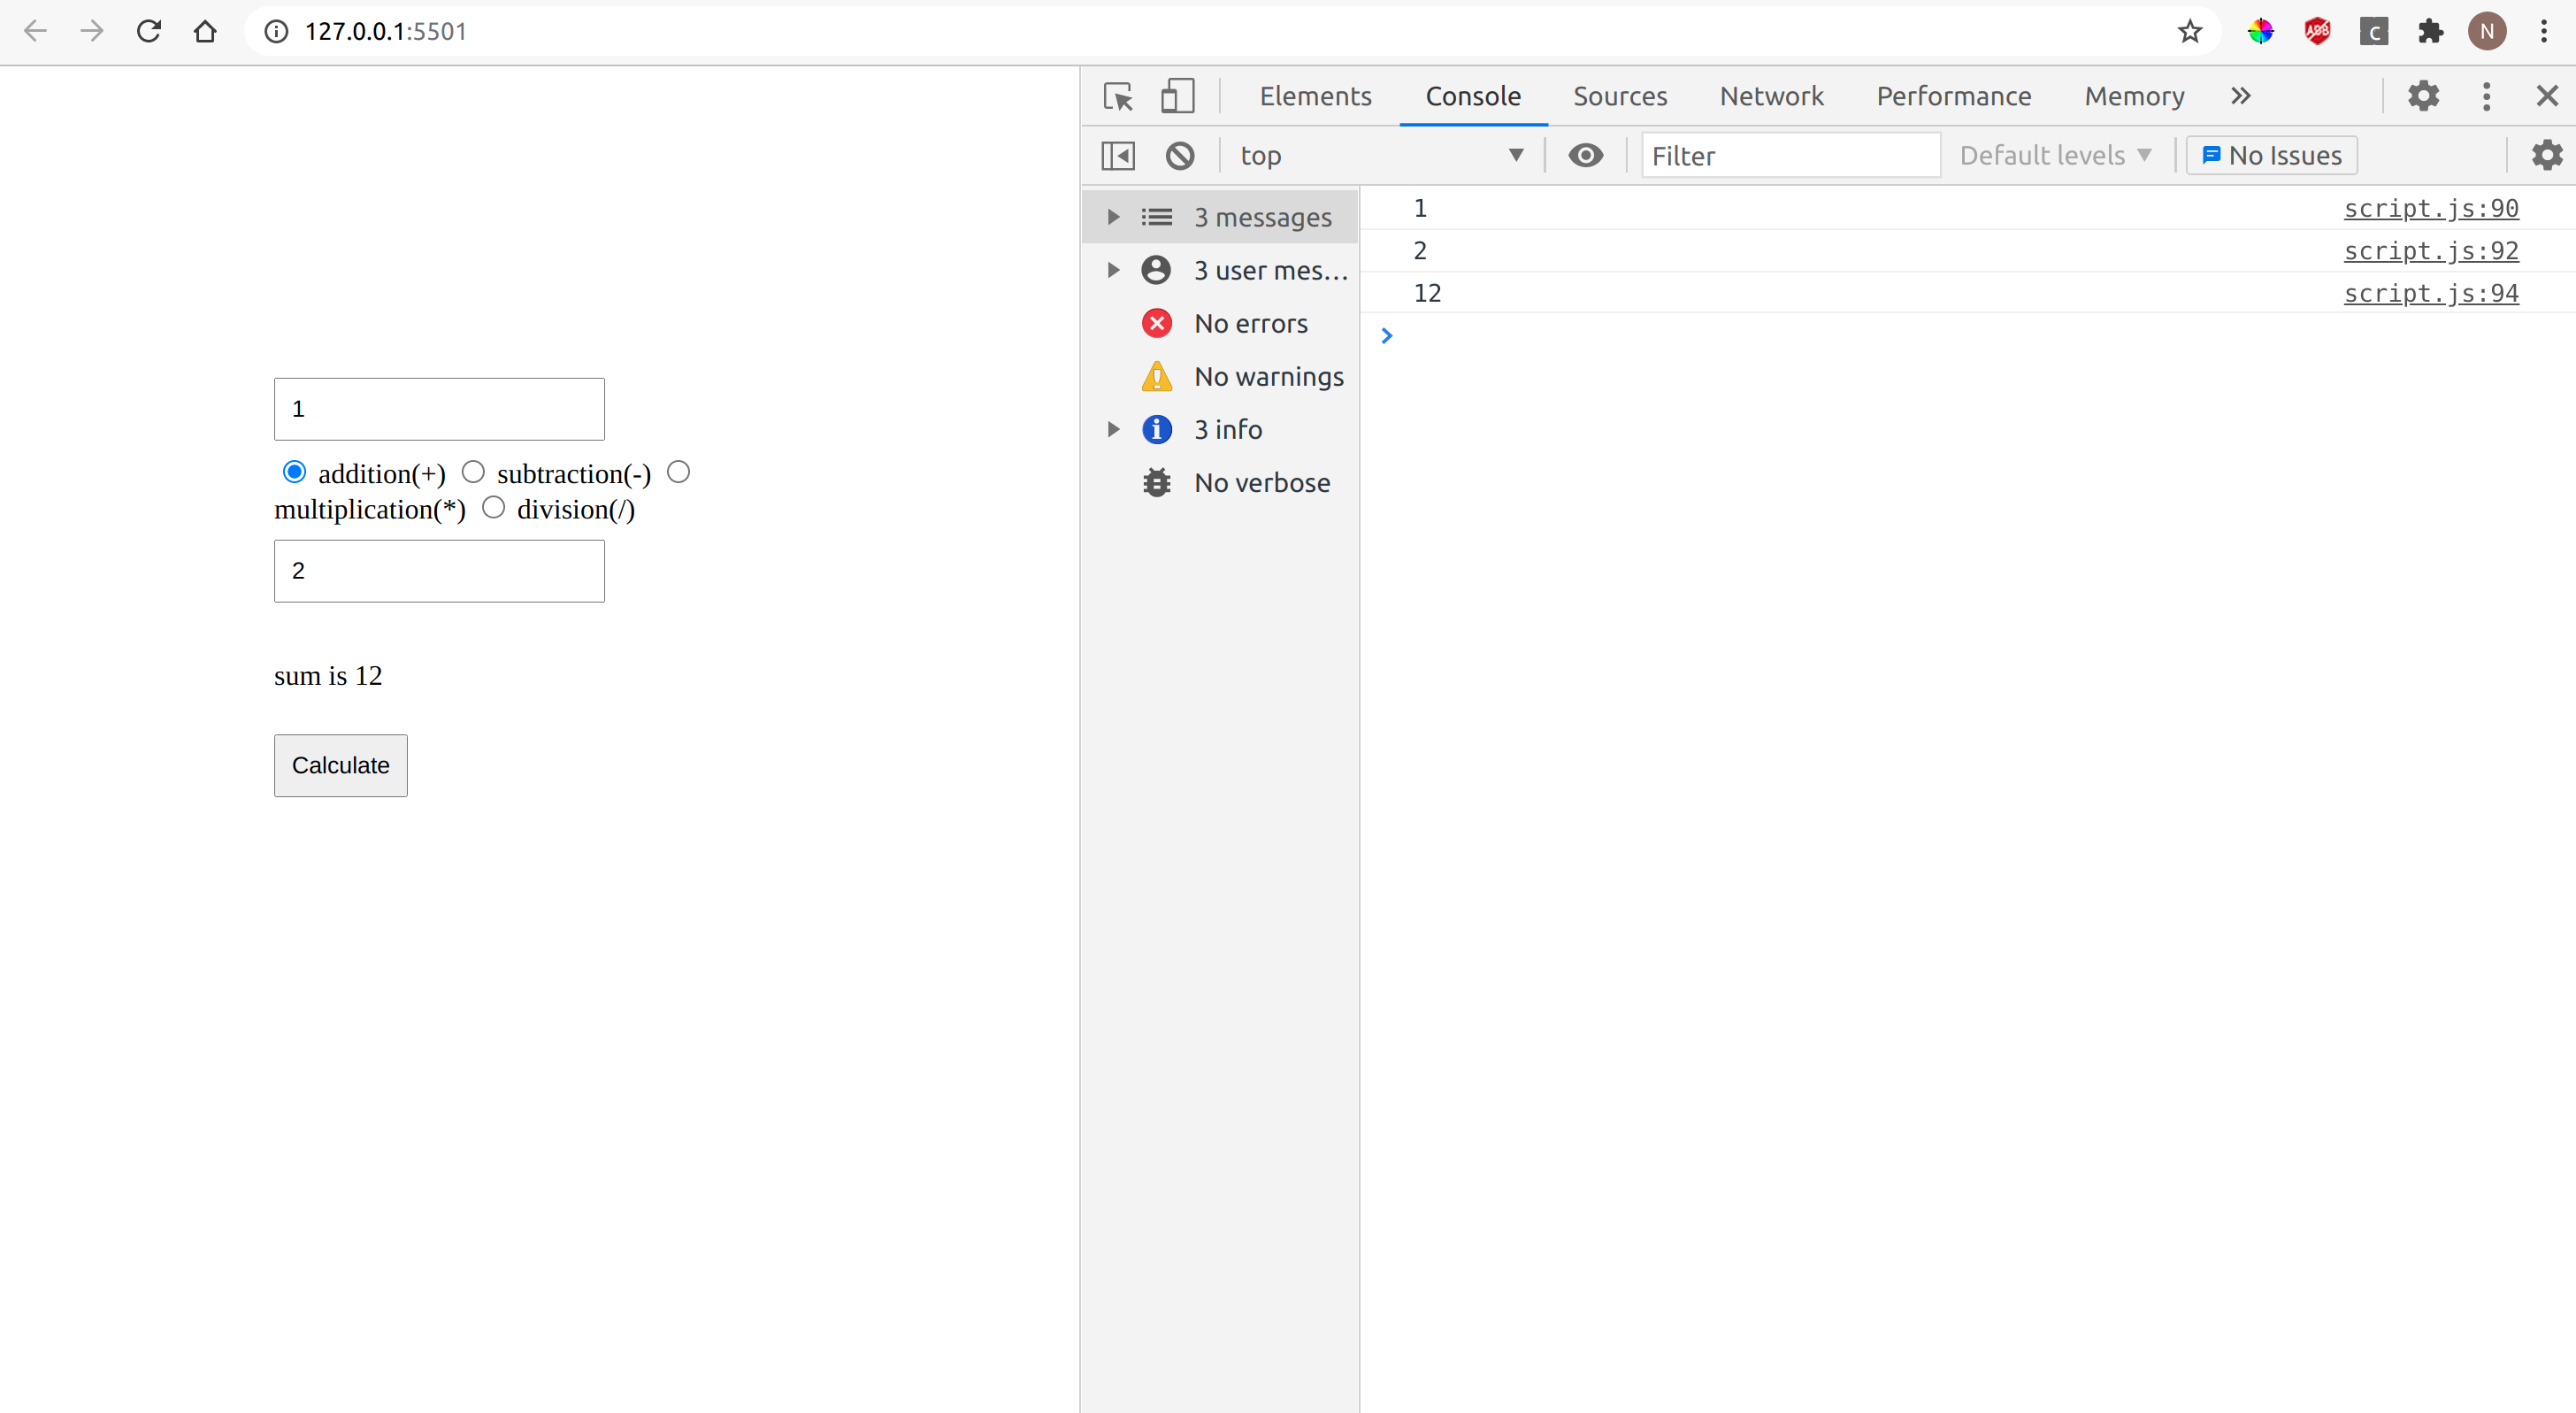 127.0.0.1:5501
N
Elements Console Sources Network Performance Memory
top Filter Default levels No Issues
3 messages
3 user mes…
No errors
No warnings
3 info
No verbose
1 script.js:90
2 script.js:92
12 script.js:94
1
addition(+) subtraction(-)
multiplication(*) division(/)
2
sum is 12
Calculate